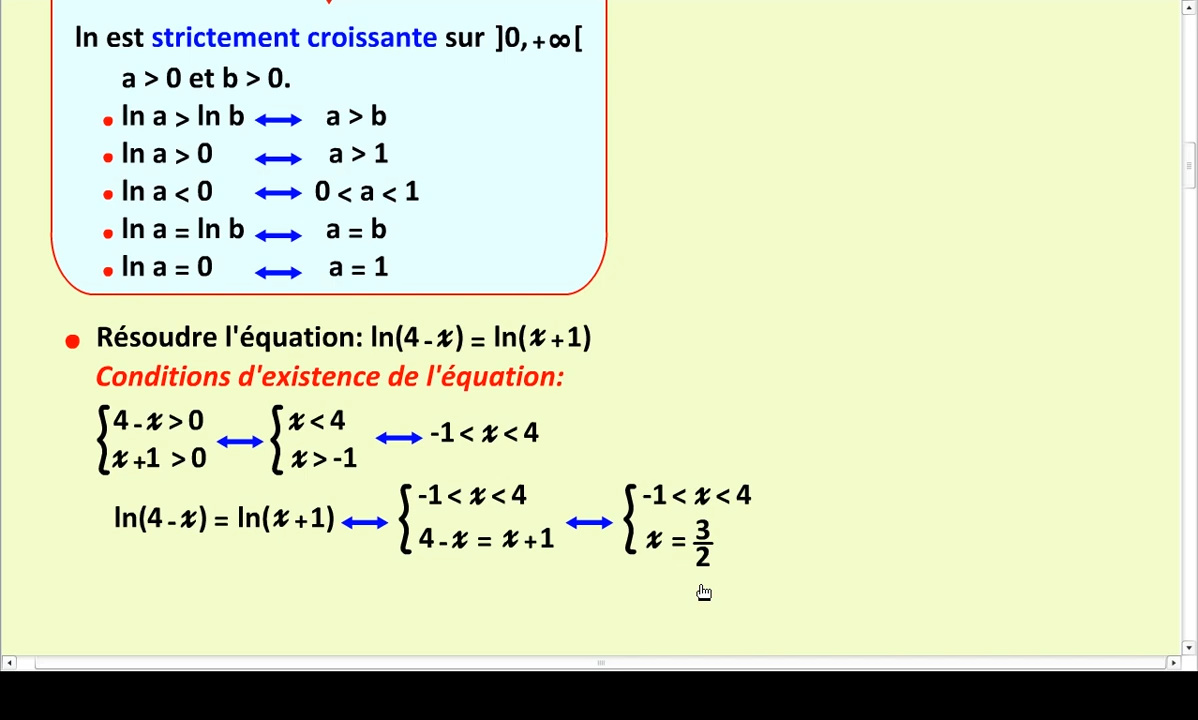 ln est strictement croissante sur ]0,+∞[
a > 0 et b > 0.
• ln a > ln b ⟷ a > b
• ln a > 0 ⟷ a > 1
• ln a < 0 ⟷ 0 < a < 1
• ln a = ln b ⟷ a = b
• ln a = 0 ⟷ a = 1
• Résoudre l'équation: ln(4-x) = ln(x+1)
Conditions d'existence de l'équation:
{4-x > 0 ⟷ {x < 4 ⟷ -1 < x < 4
x+1 > 0 x > -1
ln(4-x) = ln(x+1) ⟷ {-1 < x < 4 ⟷ {-1 < x < 4
4-x = x+1 x = 3/2